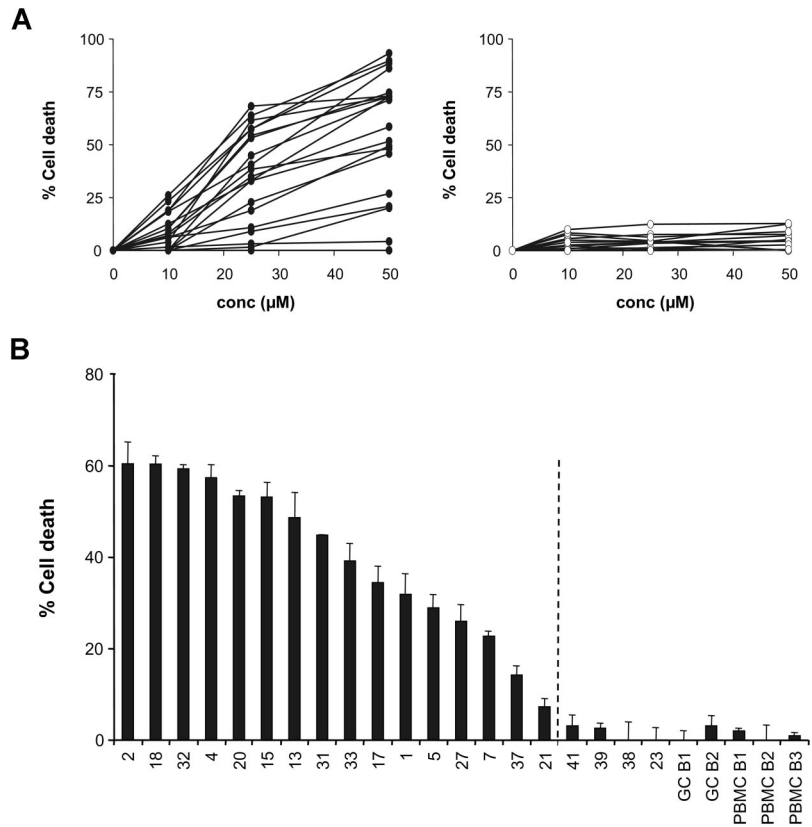 A
100
75
50
25
0
% Cell death
0 10 20 30 40 50
conc (µM)
100
75
50
25
0
% Cell death
0 10 20 30 40 50
conc (µM)
B
80
60
40
20
0
% Cell death
2 18 32 4 20 15 13 31 33 17 1 5 27 7 37 21 41 39 38 23 GC B1 GC B2 PBMC B1 PBMC B2 PBMC B3